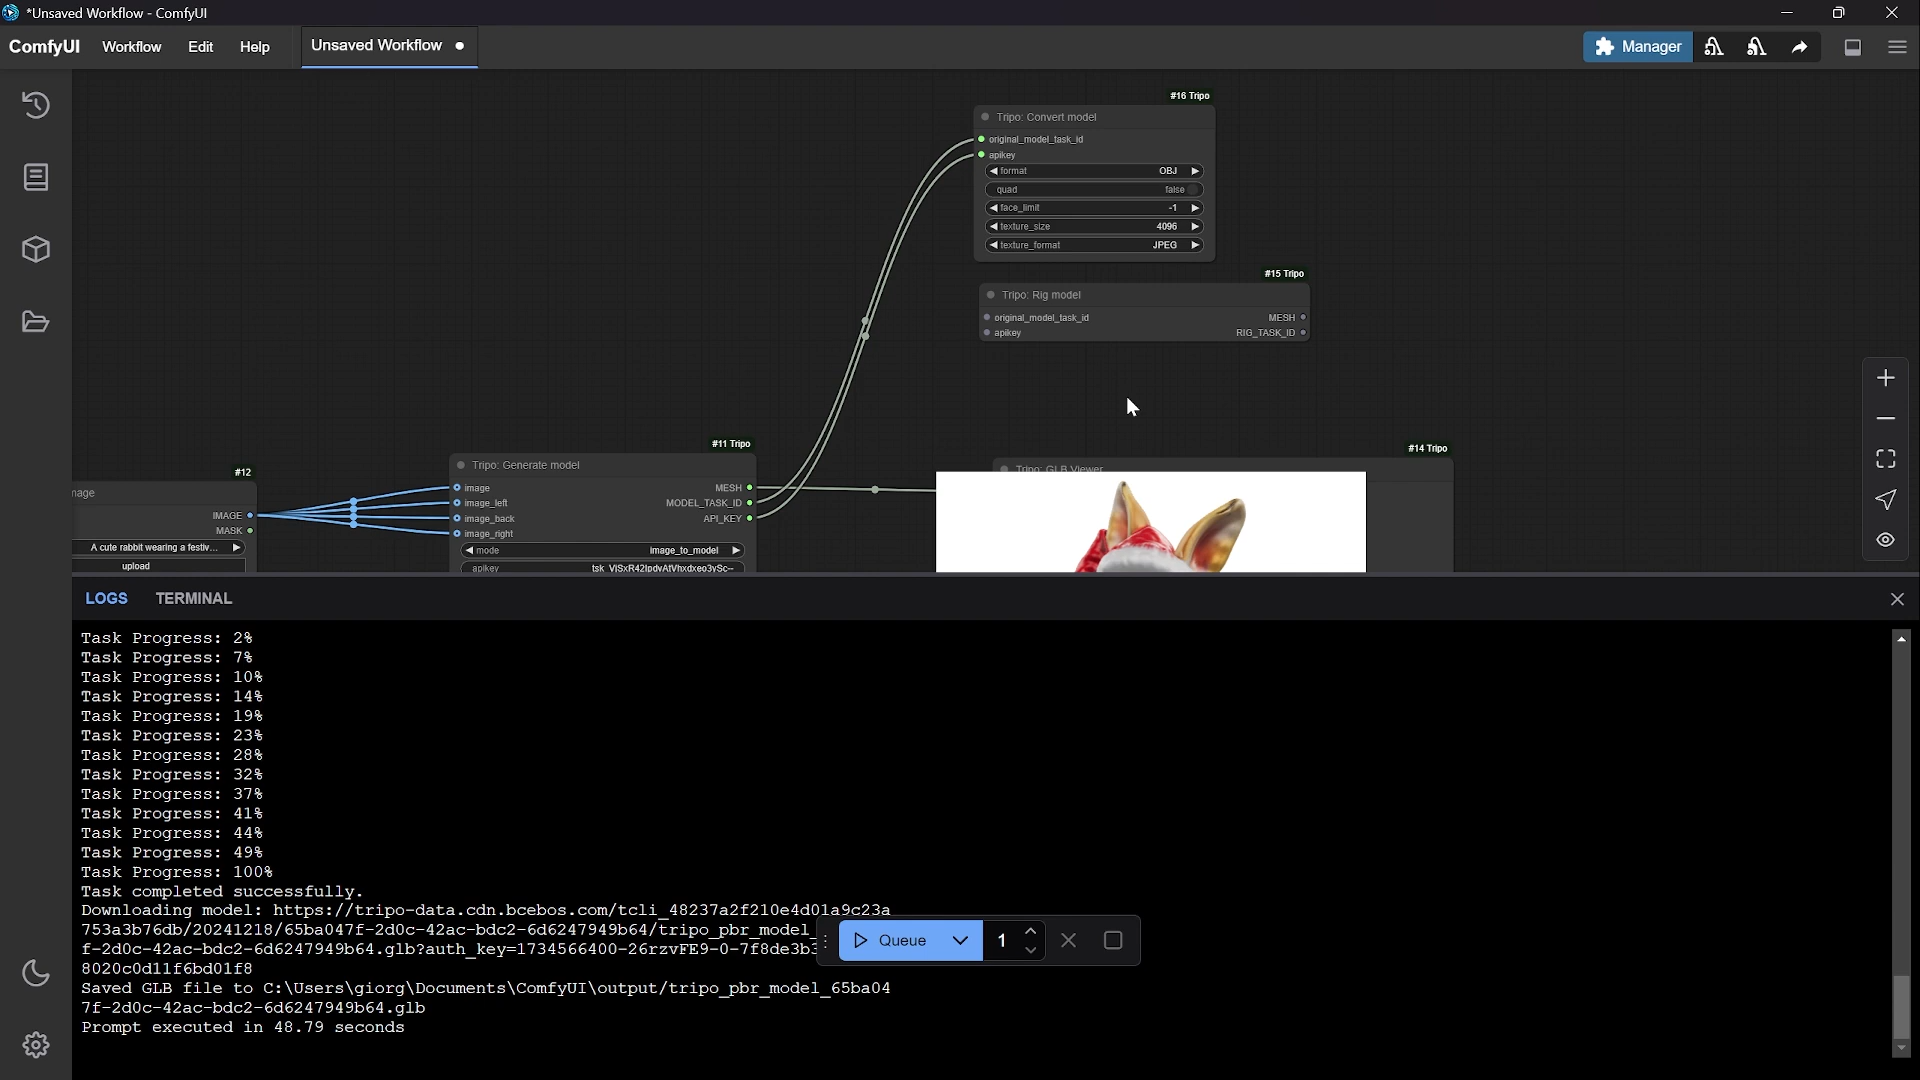 *Unsaved Workflow - ComfyUI
ComfyUI Workflow Edit Help Unsaved Workflow
Manager
#16 Tripo
Tripo: Convert model
original_model_task_id
apikey
format OBJ
quad false
face_limit -1
texture_size 4096
texture_format JPEG
#15 Tripo
Tripo: Rig model
original_model_task_id MESH
apikey RIG_TASK_ID
#12
mage
IMAGE
MASK
A cute rabbit wearing a festiv...
upload
#11 Tripo
Tripo: Generate model
image MESH
image_left MODEL_TASK_ID
image_back API_KEY
image_right
mode image_to_model
apikey
#14 Tripo
Tripo: GLB Viewer
LOGS TERMINAL
Task Progress: 2%
Task Progress: 7%
Task Progress: 10%
Task Progress: 14%
Task Progress: 19%
Task Progress: 23%
Task Progress: 28%
Task Progress: 32%
Task Progress: 37%
Task Progress: 41%
Task Progress: 44%
Task Progress: 49%
Task Progress: 100%
Task completed successfully.
Downloading model: https://tripo-data.cdn.bcebos.com/tcli_48237a2f210e4d01a9c23a
753a3b76db/20241218/65ba047f-2d0c-42ac-bdc2-6d6247949b64/tripo_pbr_model_
f-2d0c-42ac-bdc2-6d6247949b64.glb?auth_key=1734566400-26rzvFE9-0-7f8de3b3
8020c0d11f6bd01f8
Saved GLB file to C:\Users\giorg\Documents\ComfyUI\output/tripo_pbr_model_65ba04
7f-2d0c-42ac-bdc2-6d6247949b64.glb
Prompt executed in 48.79 seconds
Queue 1